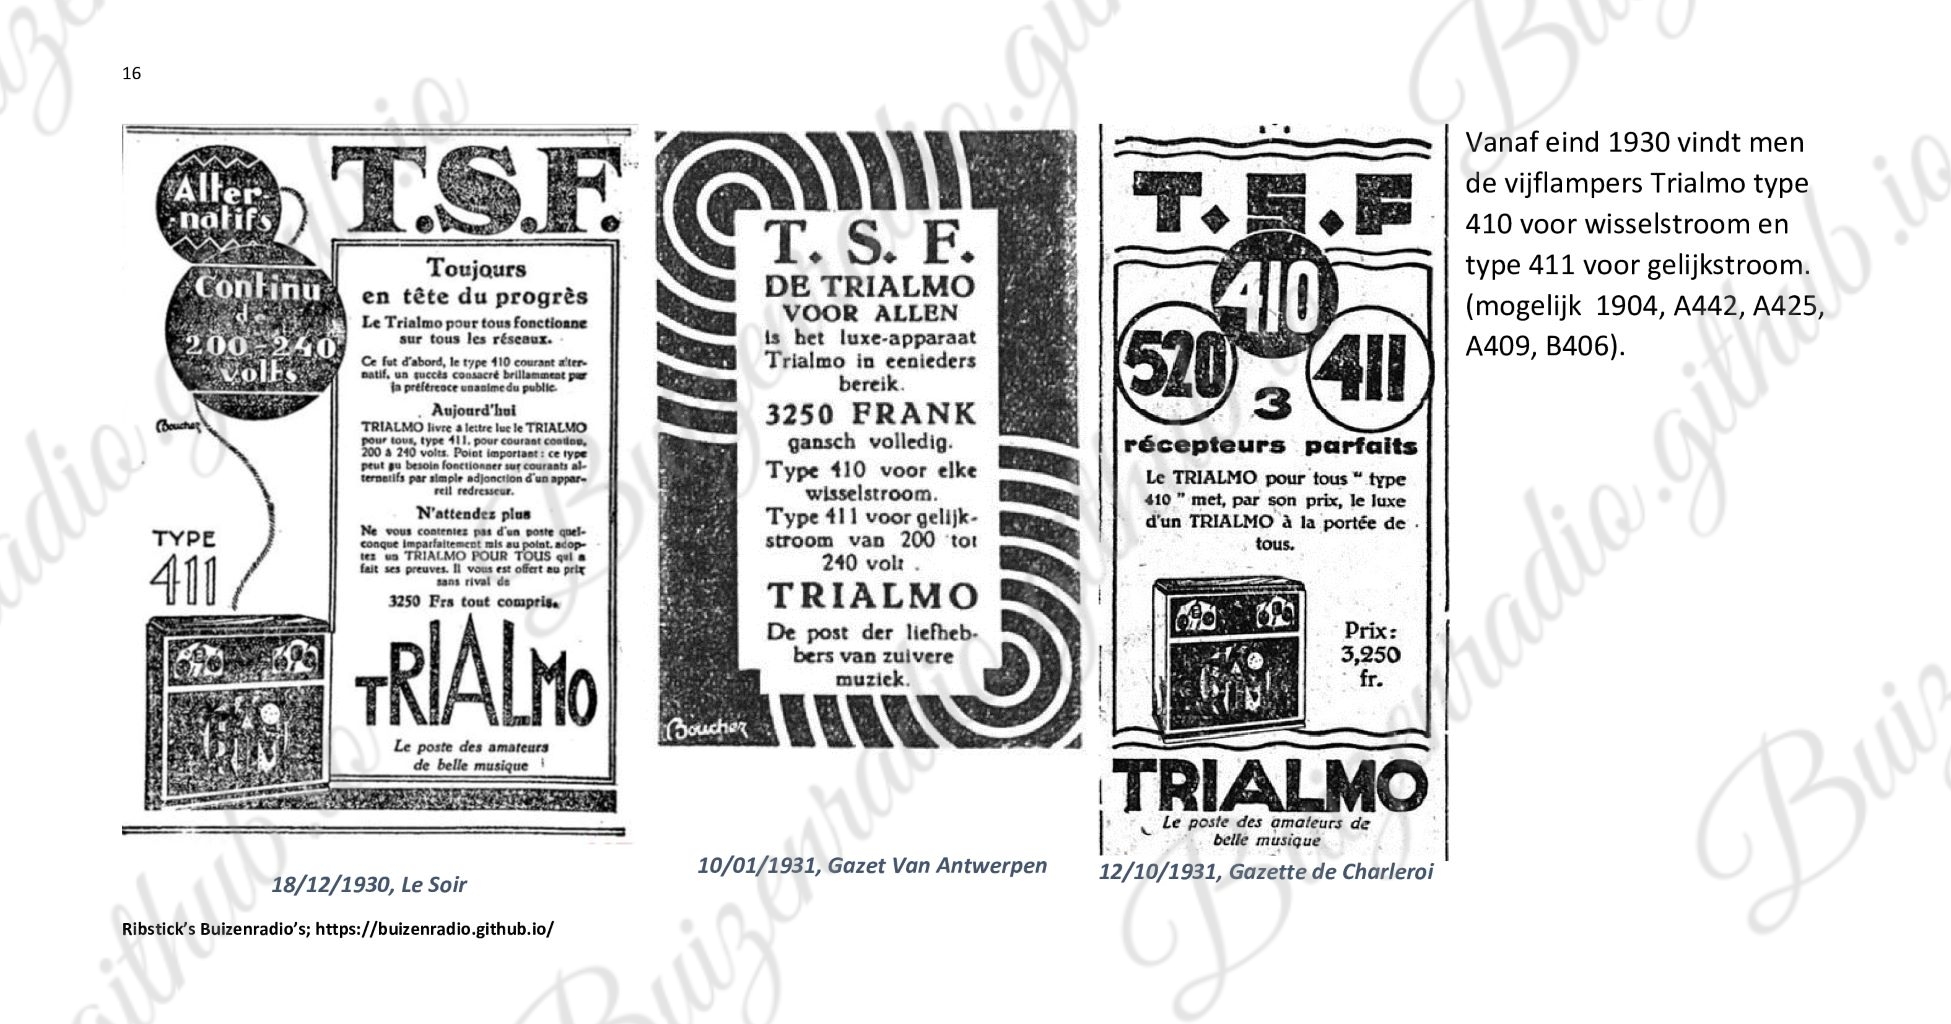 16
Alter-
-natifs
Continu
de
200-240
volts
Boucher
TYPE
411
T.S.F.
Toujours
en tête du progrès
Le Trialmo pour tous fonctionne
sur tous les réseaux.
Ce fut d'abord, le type 410 courant alter-
natif, un succès consacré brillamment par
la préférence unanime du public.
Aujourd'hui
TRIALMO livre à lettre lue le TRIALMO
pour tous, type 411, pour courant continu,
200 à 240 volts. Point important : ce type
peut au besoin fonctionner sur courants al-
ternatifs par simple adjonction d'un appar-
reil redresseur.
N'attendez plus
Ne vous contentez pas d'un poste quel-
conque imparfaitement mis au point. adop-
tez un TRIALMO POUR TOUS qui a
fait ses preuves. Il vous est offert au prix
sans rival de
3250 Frs tout compris.
TRIALMO
Le poste des amateurs
de belle musique
18/12/1930, Le Soir
T. S. F.
DE TRIALMO
VOOR ALLEN
is het luxe-apparaat
Trialmo in eenieders
bereik.
3250 FRANK
gansch volledig.
Type 410 voor elke
wisselstroom.
Type 411 voor gelijk-
stroom van 200 tot
240 volt .
TRIALMO
De post der liefheb-
bers van zuivere
muziek.
Boucher
10/01/1931, Gazet Van Antwerpen
T.S.F
410
520
411
3
récepteurs parfaits
Le TRIALMO pour tous " type
410 " met, par son prix, le luxe
d'un TRIALMO à la portée de
tous.
Prix:
3,250
fr.
TRIALMO
Le poste des amateurs de
belle musique
12/10/1931, Gazette de Charleroi
Vanaf eind 1930 vindt men
de vijflampers Trialmo type
410 voor wisselstroom en
type 411 voor gelijkstroom.
(mogelijk 1904, A442, A425,
A409, B406).
Ribstick's Buizenradio's; https://buizenradio.github.io/
Buizenradio.github.io